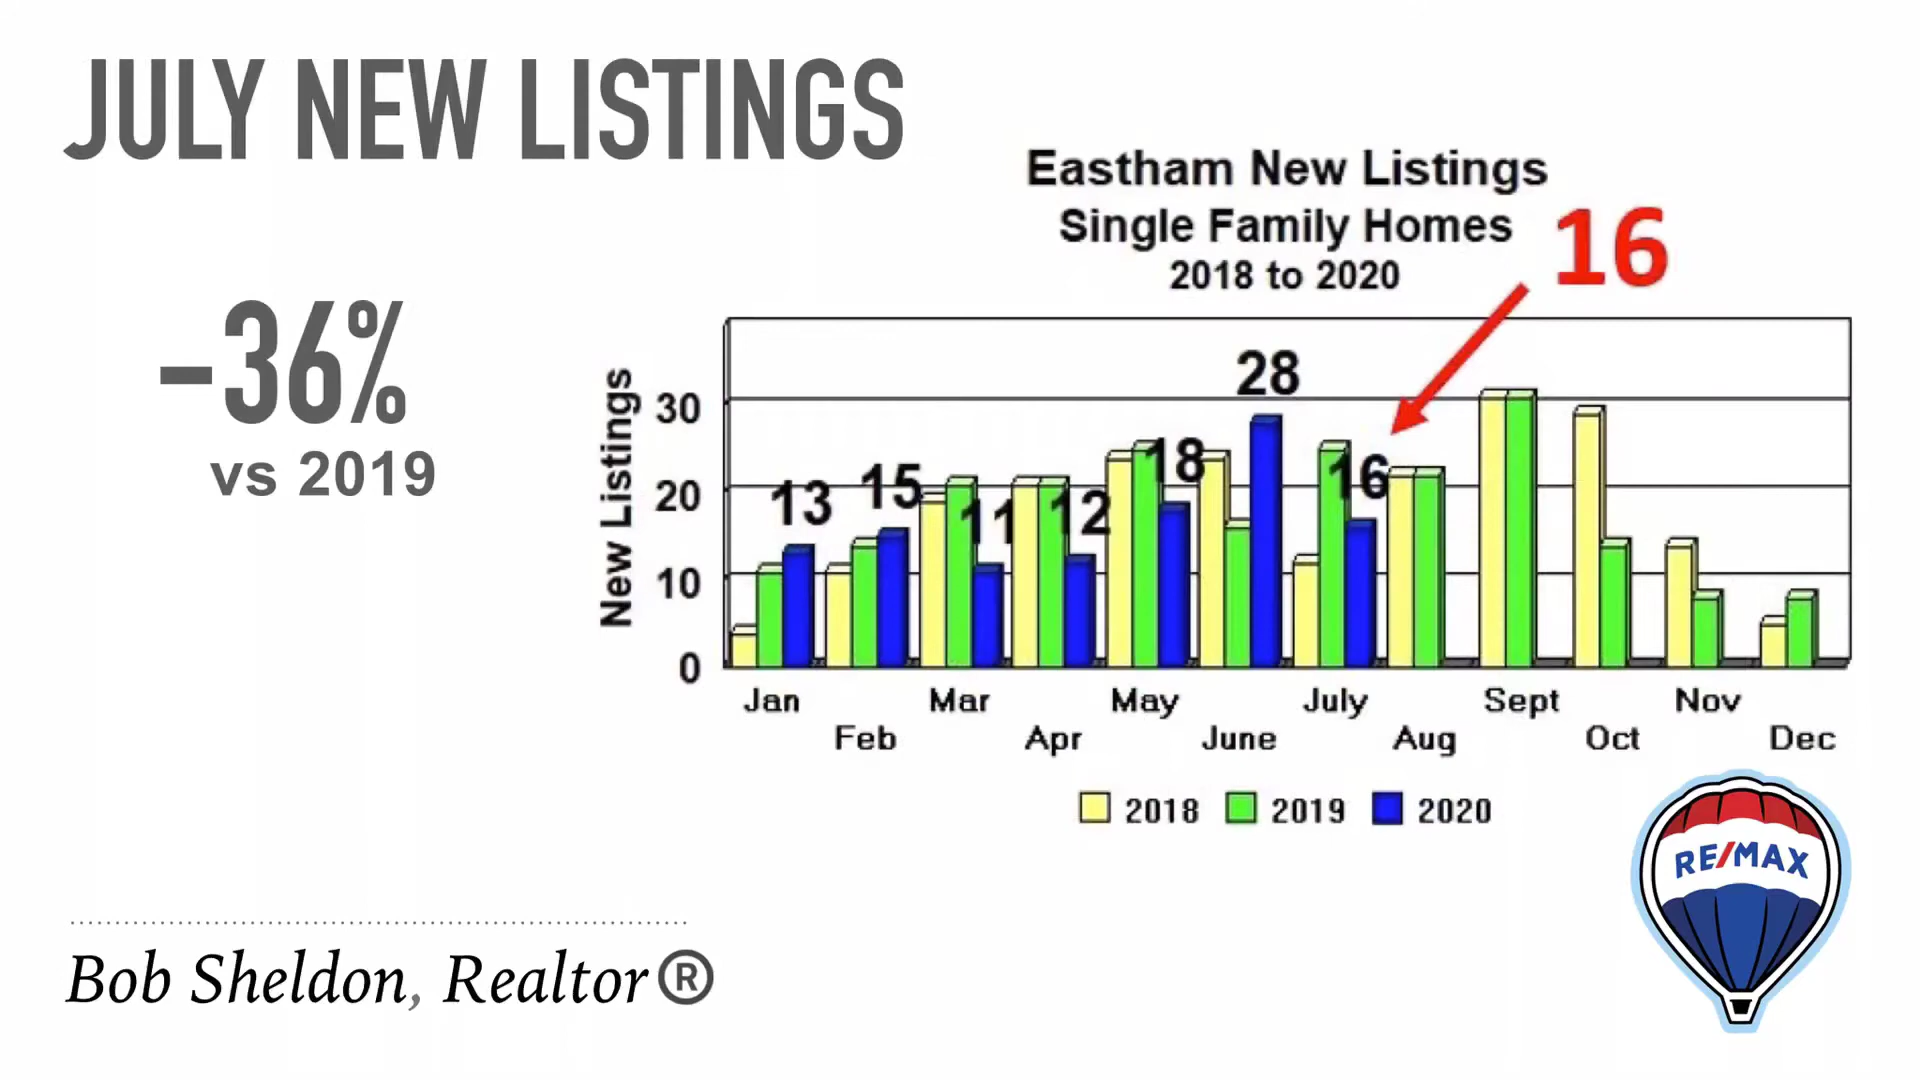 JULY NEW LISTINGS
Eastham New Listings
Single Family Homes
2018 to 2020
16
-36%
vs 2019
New Listings
30
20
10
0
13
15
11
12
18
28
16
Jan
Feb
Mar
Apr
May
June
July
Aug
Sept
Oct
Nov
Dec
2018
2019
2020
RE/MAX
Bob Sheldon, Realtor®